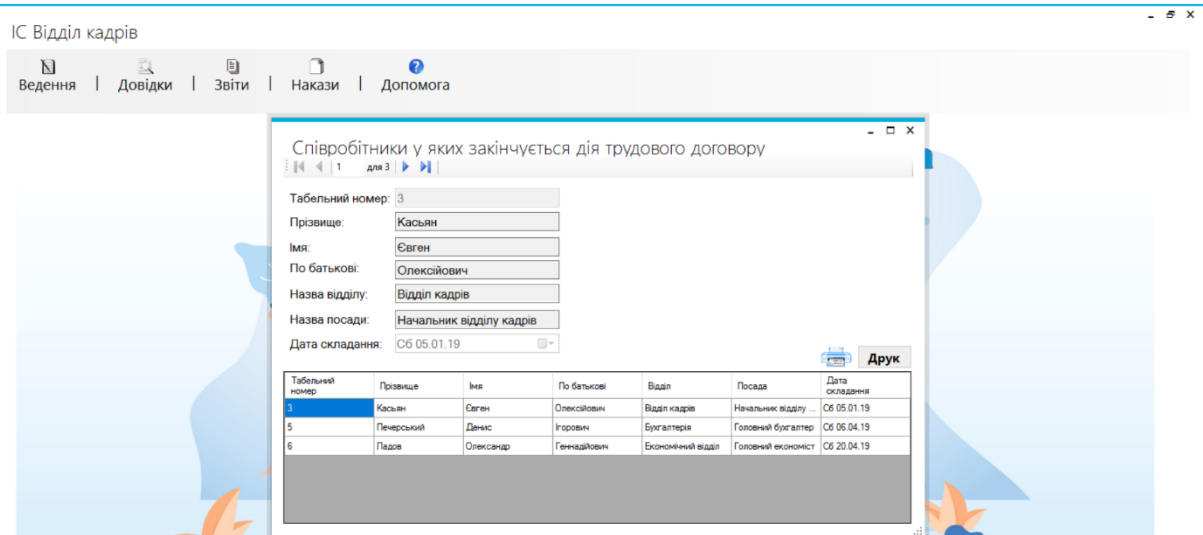 ІС Відділ кадрів
Ведення | Довідки | Звіти | Накази | Допомога
Співробітники у яких закінчується дія трудового договору
1 для 3
Табельний номер: 3
Прізвище: Касьян
Імя: Євген
По батькові: Олексійович
Назва відділу: Відділ кадрів
Назва посади: Начальник відділу кадрів
Дата складання: Сб 05.01.19
Друк
Табельний номер Прізвище Імя По батькові Відділ Посада Дата складання
3 Касьян Євген Олексійович Відділ кадрів Начальник відділу ... Сб 05.01.19
5 Печерський Денис Ігорович Бухгалтерія Головний бухгалтер Сб 06.04.19
6 Падов Олександр Геннадійович Економічний відділ Головний економіст Сб 20.04.19